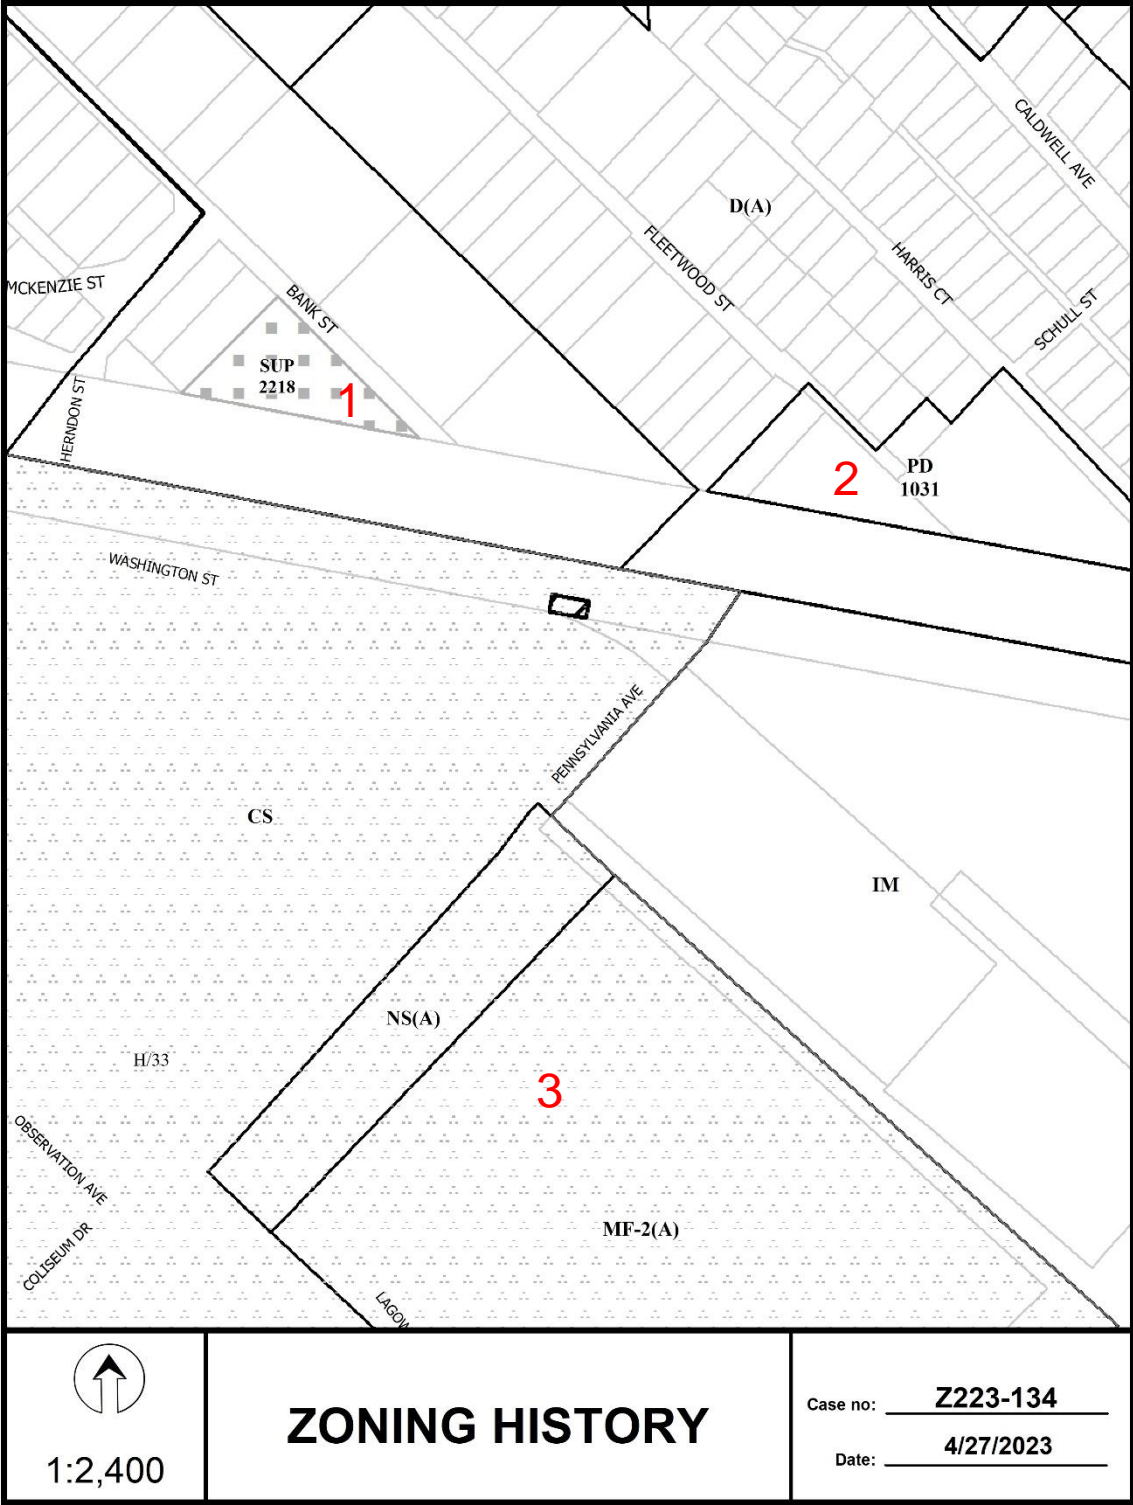 CALDWELL AVE
D(A)
FLEETWOOD ST
HARRIS CT
SCHULL ST
MCKENZIE ST
BANK ST
SUP
2218
1
HERNDON ST
2
PD
1031
WASHINGTON ST
PENNSYLVANIA AVE
CS
IM
NS(A)
H/33
3
OBSERVATION AVE
COLISEUM DR
MF-2(A)
LAGOW
1:2,400
ZONING HISTORY
Case no: Z223-134
Date: 4/27/2023